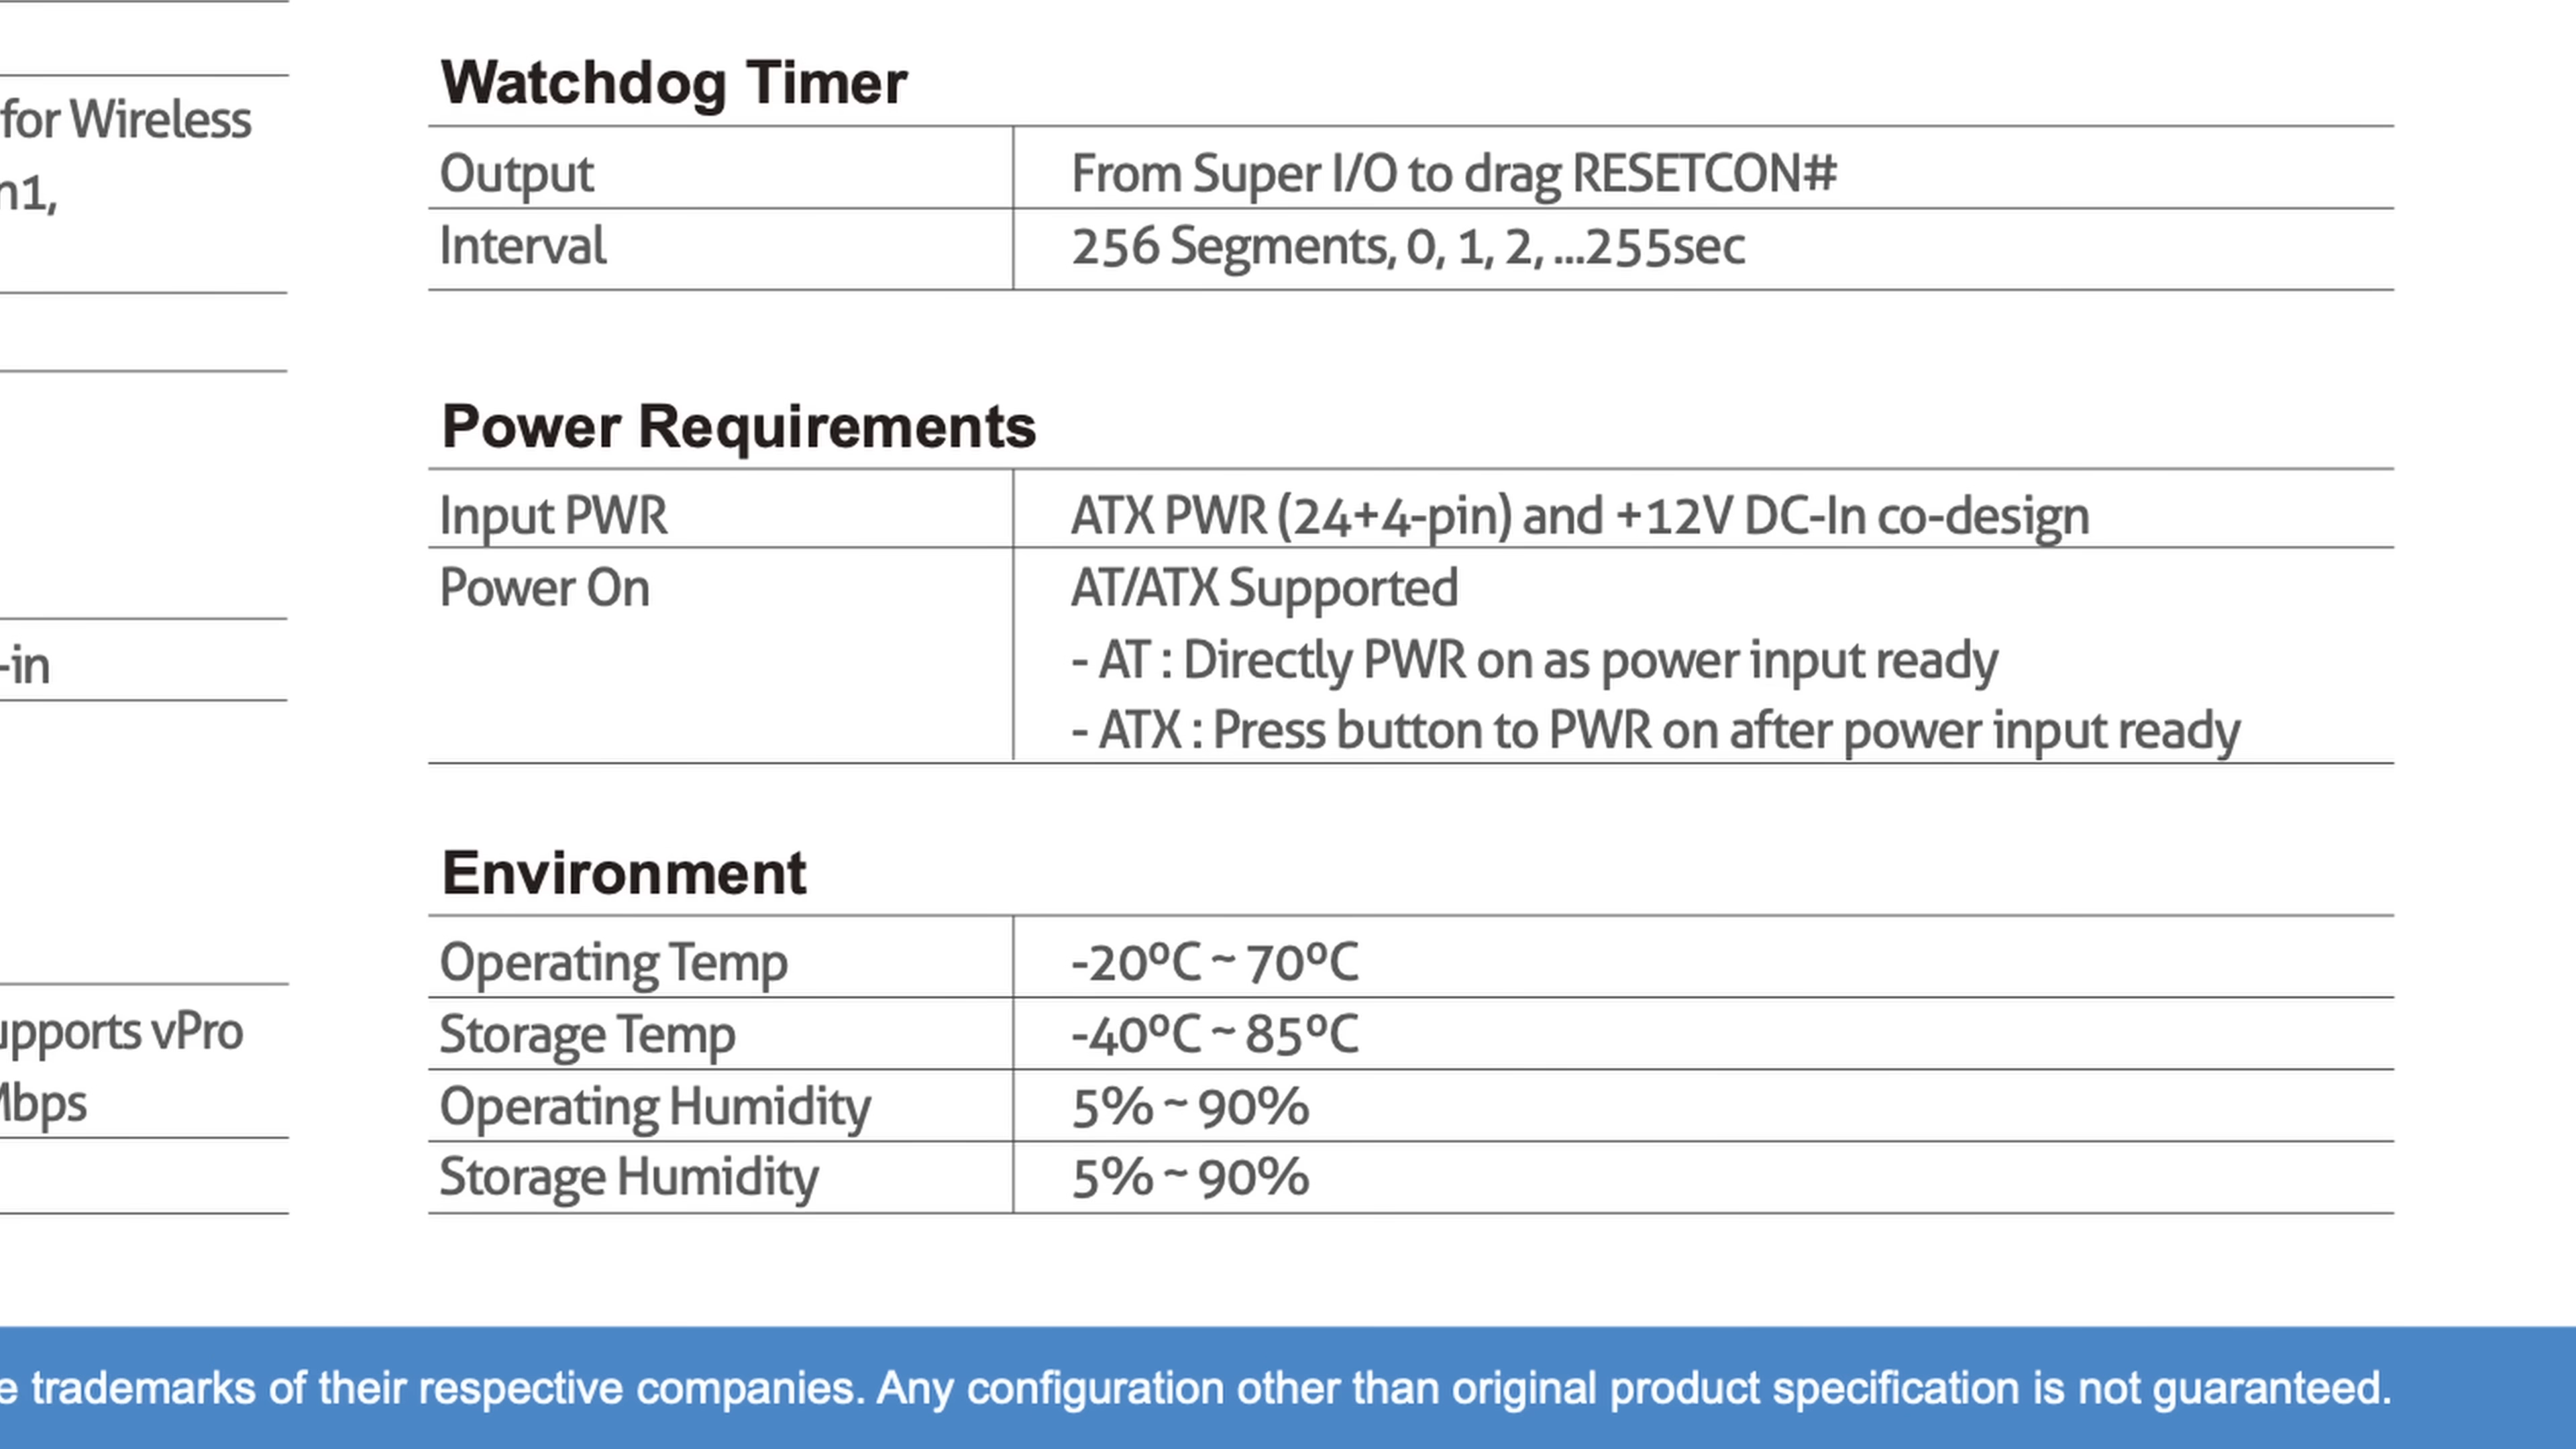 for Wireless
n1,
-in
upports vPro
Mbps
Watchdog Timer
Output From Super I/O to drag RESETCON#
Interval 256 Segments, 0, 1, 2, ...255sec
Power Requirements
Input PWR ATX PWR (24+4-pin) and +12V DC-In co-design
Power On AT/ATX Supported
- AT : Directly PWR on as power input ready
- ATX : Press button to PWR on after power input ready
Environment
Operating Temp -20ºC ~ 70ºC
Storage Temp -40ºC ~ 85ºC
Operating Humidity 5% ~ 90%
Storage Humidity 5% ~ 90%
e trademarks of their respective companies. Any configuration other than original product specification is not guaranteed.